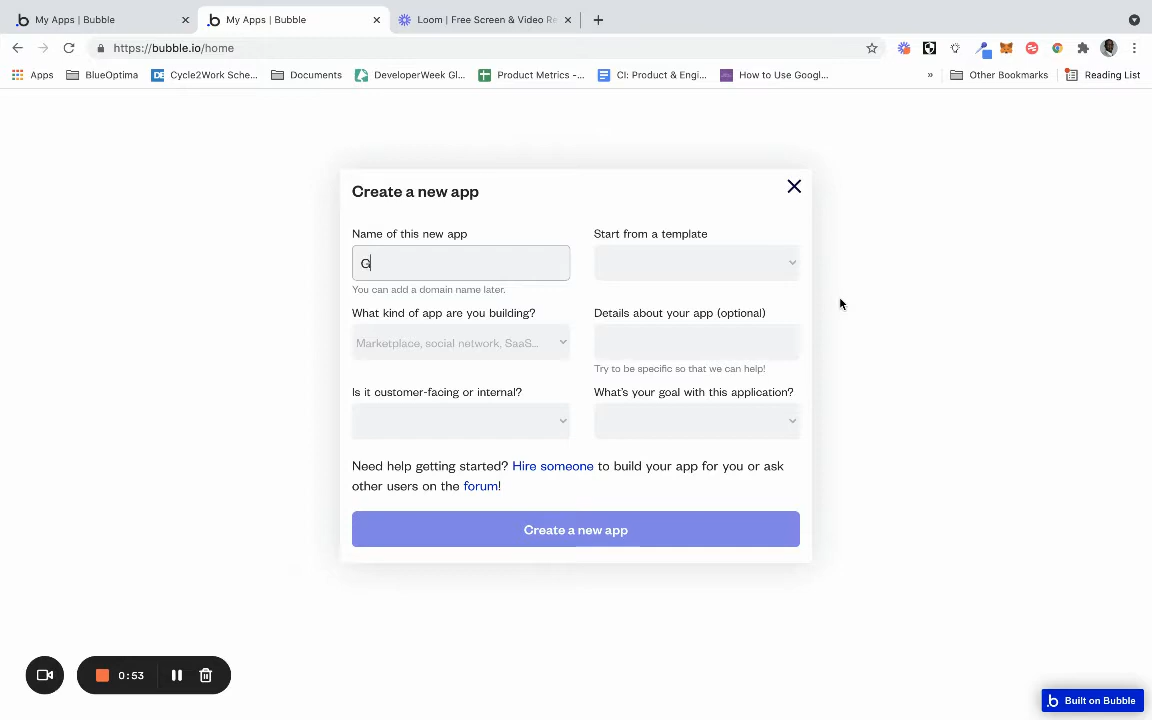 My Apps | Bubble
My Apps | Bubble
Loom | Free Screen & Video Re
https://bubble.io/home
Apps
BlueOptima
Cycle2Work Sche...
Documents
DeveloperWeek Gl...
Product Metrics -...
CI: Product & Engi...
How to Use Googl...
»
Other Bookmarks
Reading List
Create a new app
Name of this new app
Start from a template
G
You can add a domain name later.
What kind of app are you building?
Details about your app (optional)
Marketplace, social network, SaaS...
Try to be specific so that we can help!
Is it customer-facing or internal?
What's your goal with this application?
Need help getting started? Hire someone to build your app for you or ask
other users on the forum!
Create a new app
0:53
Built on Bubble